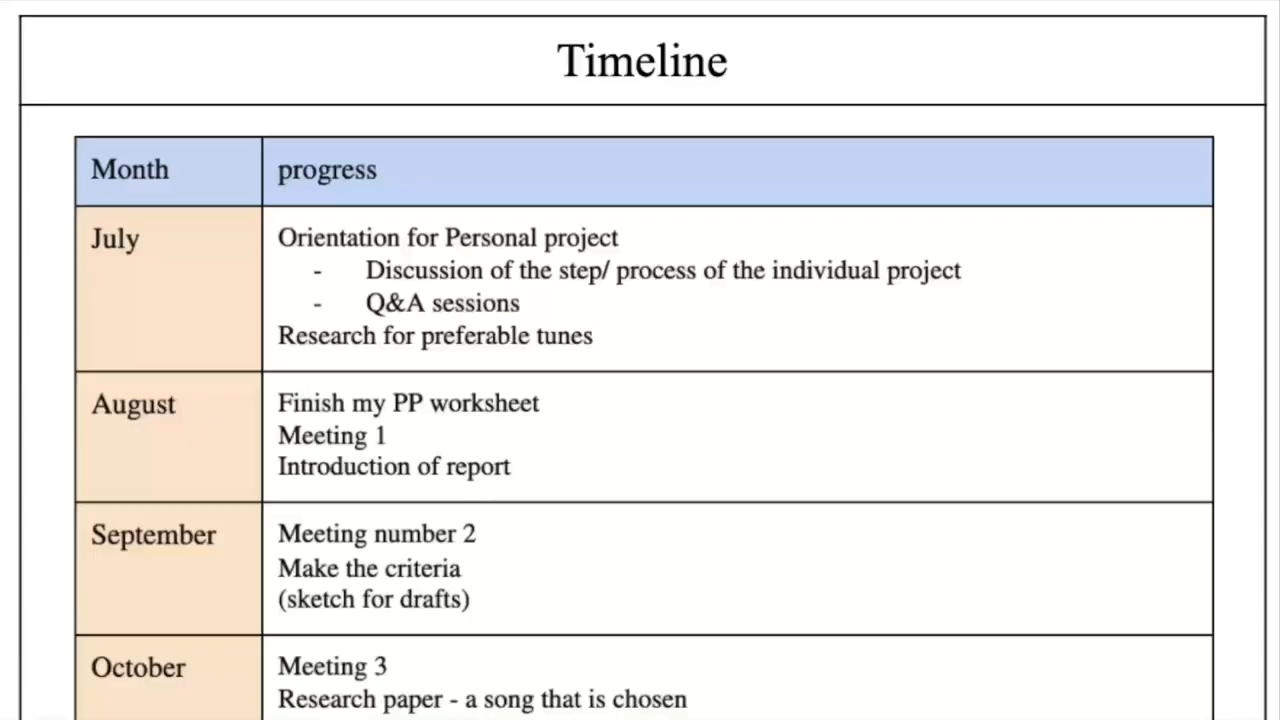 Timeline
Month
progress
July
Orientation for Personal project
- Discussion of the step/ process of the individual project
- Q&A sessions
Research for preferable tunes
August
Finish my PP worksheet
Meeting 1
Introduction of report
September
Meeting number 2
Make the criteria
(sketch for drafts)
October
Meeting 3
Research paper - a song that is chosen